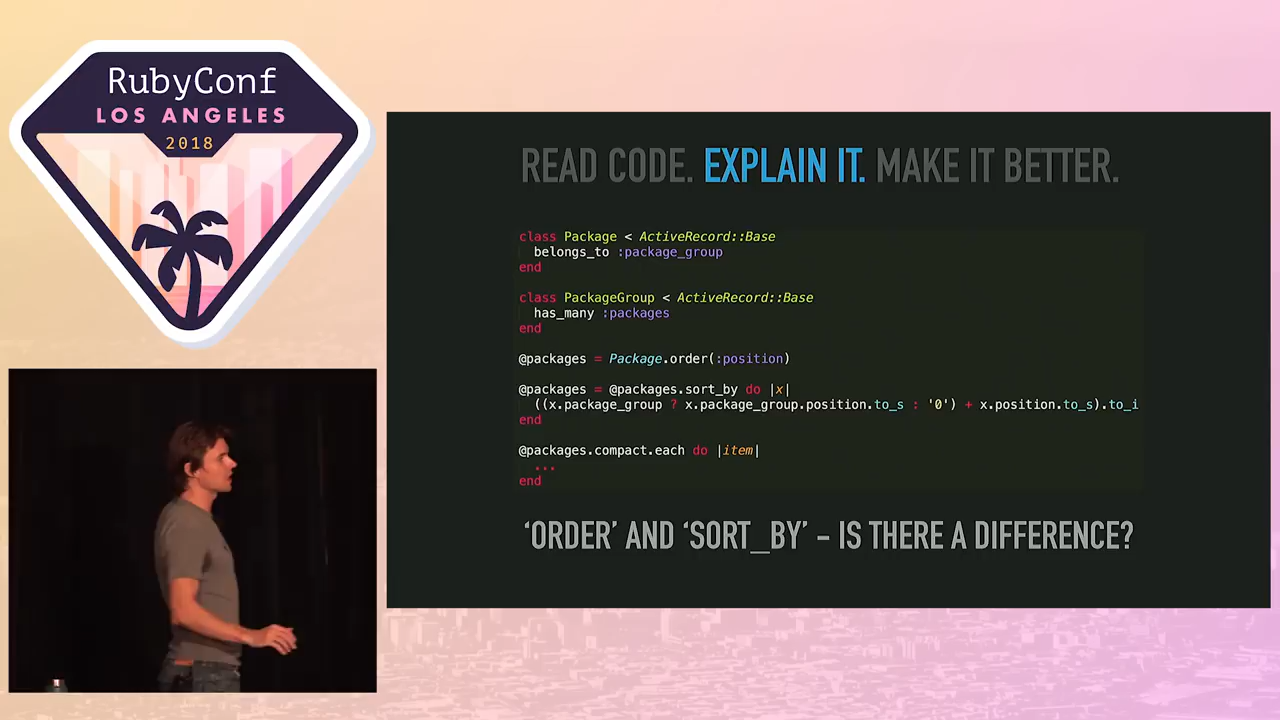 RubyConf
LOS ANGELES
2018
READ CODE. EXPLAIN IT. MAKE IT BETTER.
class Package < ActiveRecord::Base
  belongs_to :package_group
end
class PackageGroup < ActiveRecord::Base
  has_many :packages
end
@packages = Package.order(:position)
@packages = @packages.sort_by do |x|
  ((x.package_group ? x.package_group.position.to_s : '0') + x.position.to_s).to_i
end
@packages.compact.each do |item|
  ...
end
‘ORDER’ AND ‘SORT_BY’ – IS THERE A DIFFERENCE?